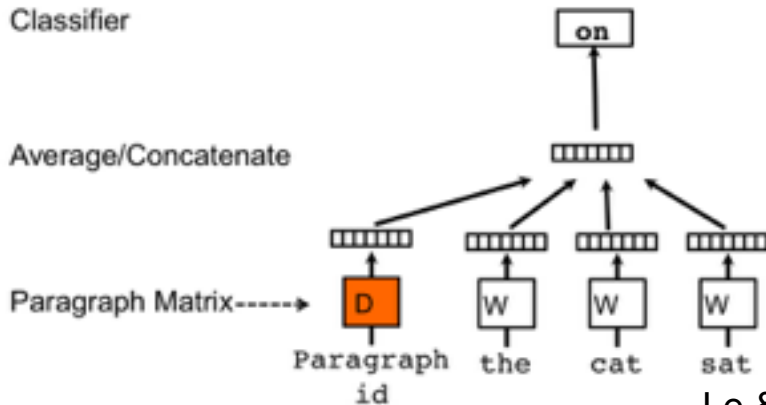 Classifier
on
Average/Concatenate
Paragraph Matrix
D
W
W
W
Paragraph
id
the
cat
sat